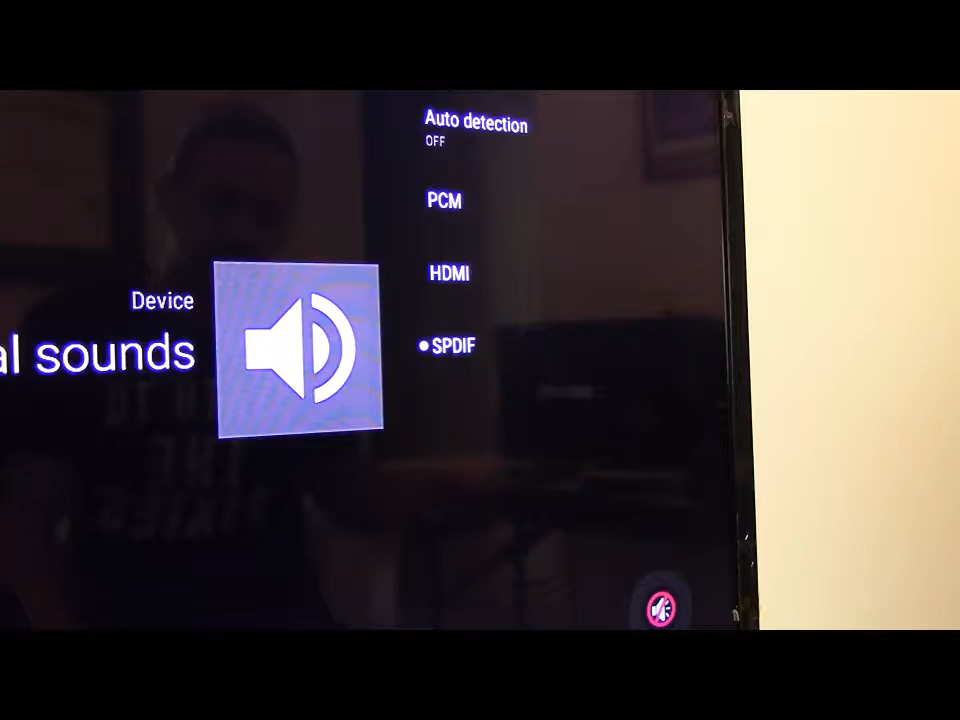 Auto detection
OFF
PCM
HDMI
Device
al sounds
SPDIF